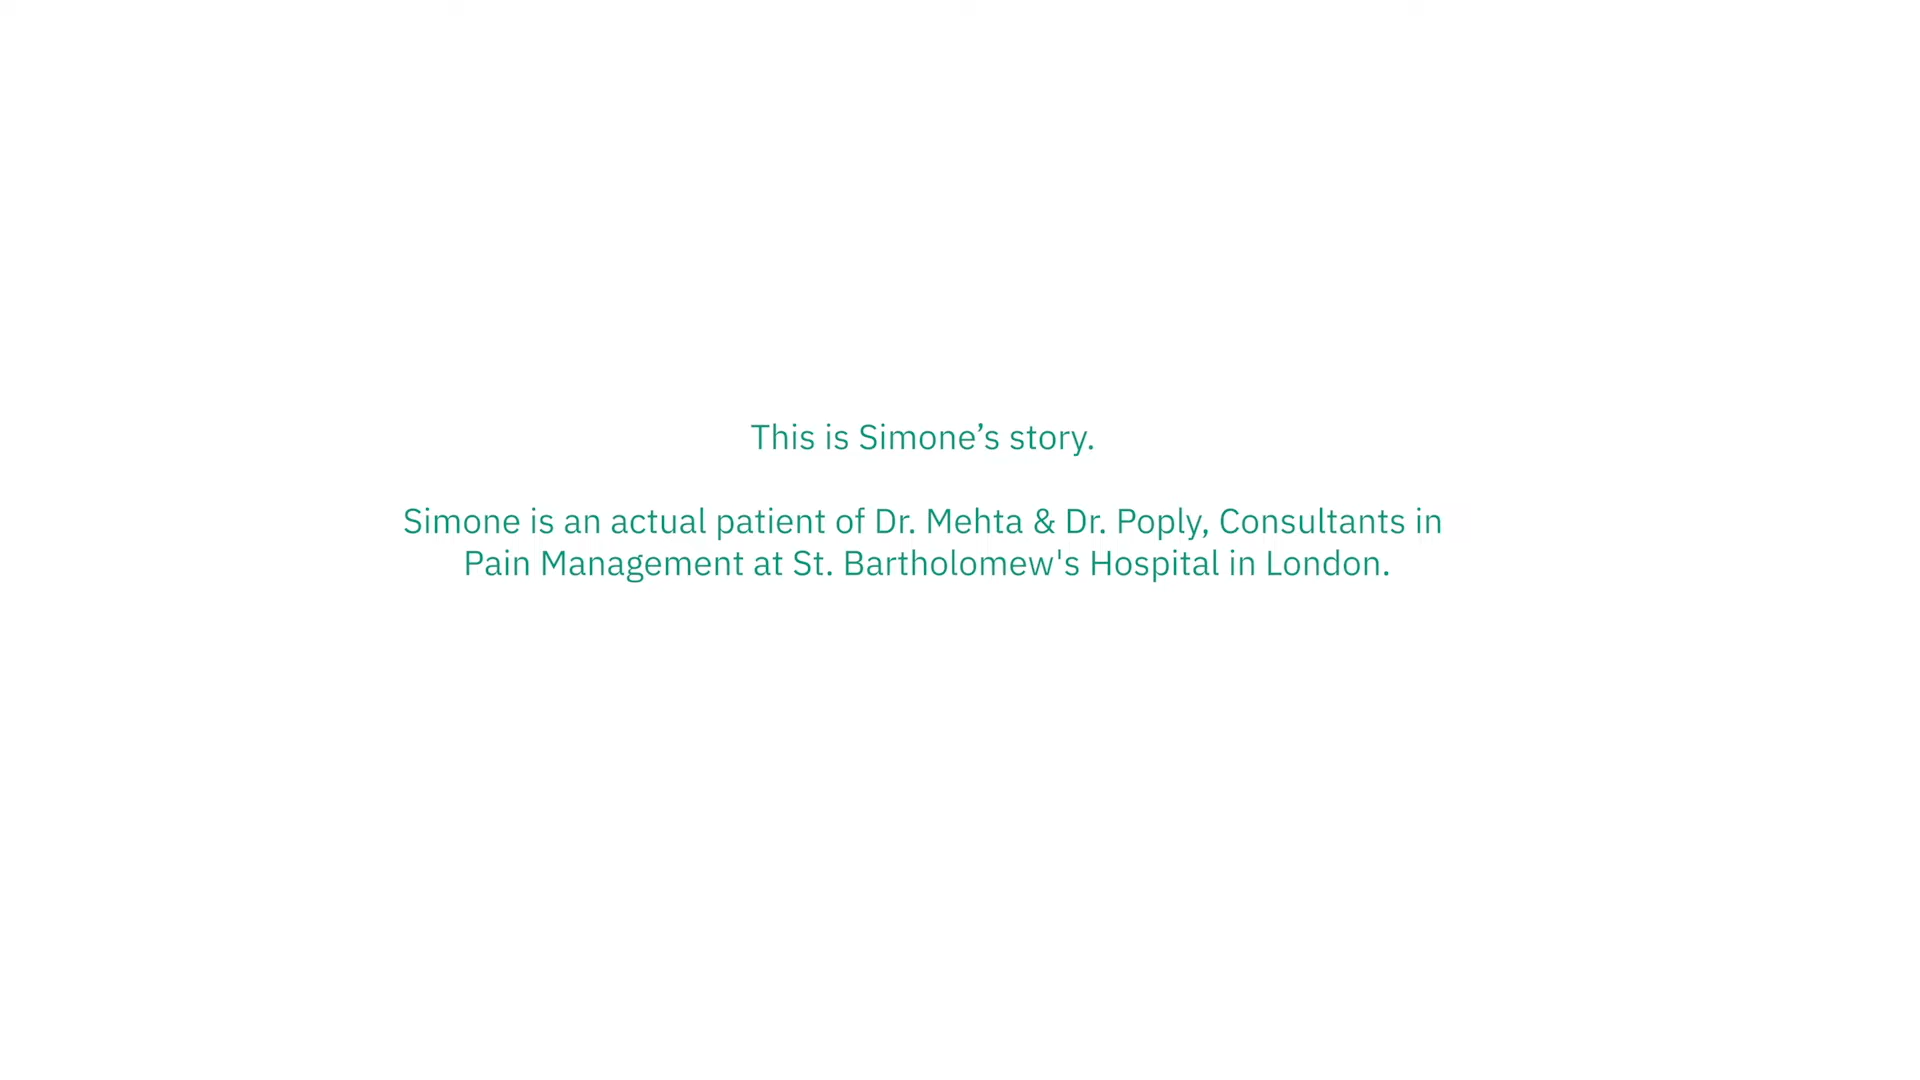 This is Simone’s story.
Simone is an actual patient of Dr. Mehta & Dr. Poply, Consultants in
Pain Management at St. Bartholomew's Hospital in London.